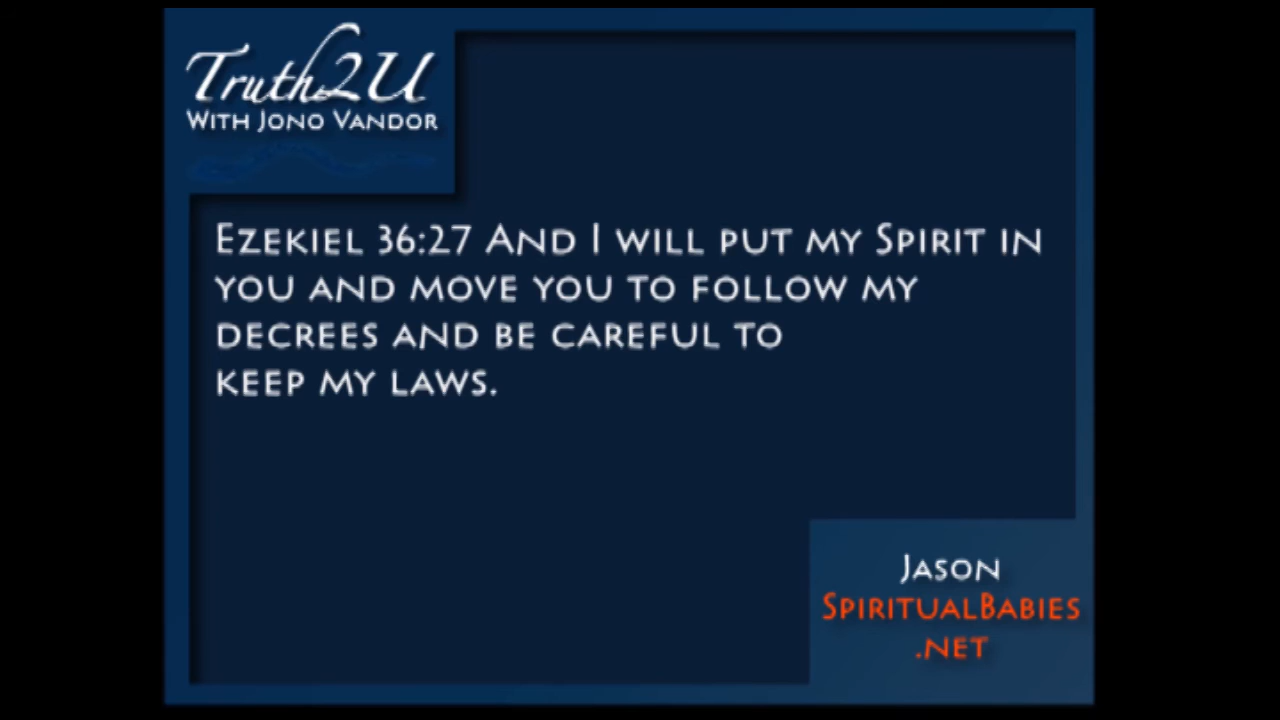 Truth2U
With Jono Vandor
Ezekiel 36:27 And I will put my Spirit in
you and move you to follow my
decrees and be careful to
keep my laws.
Jason
SpiritualBabies
.net